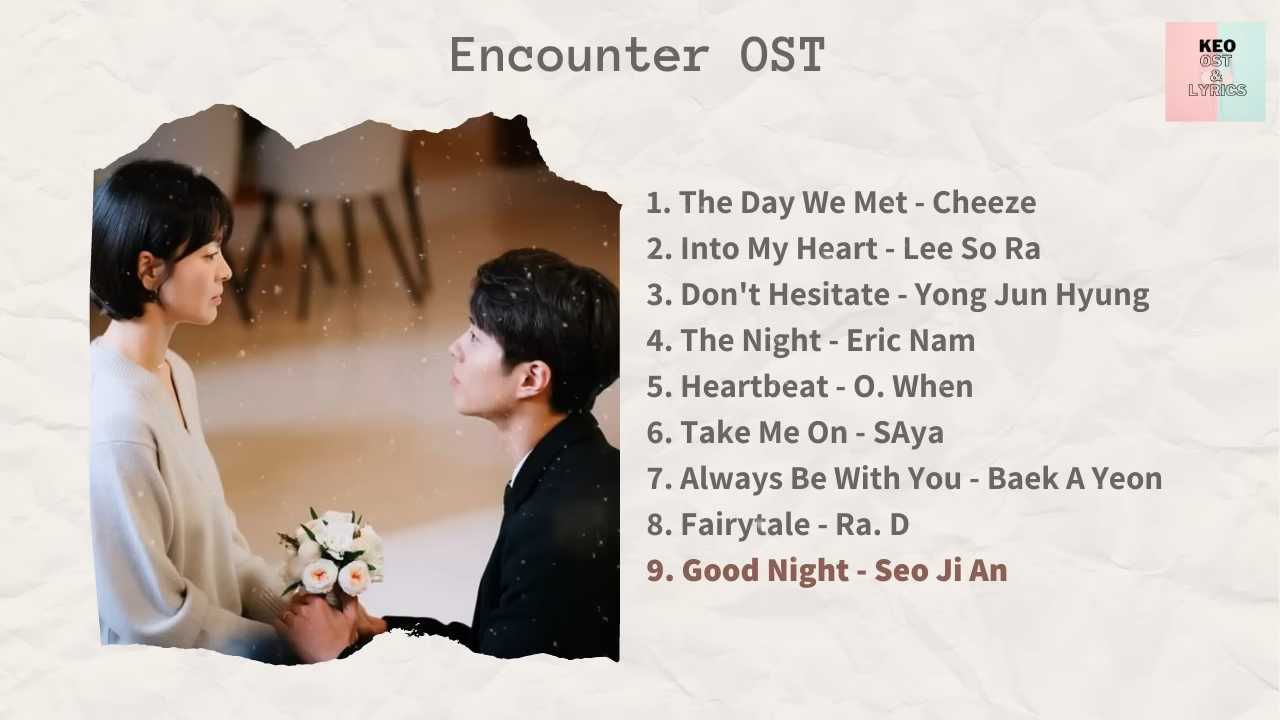 Encounter OST
KEO
OST
&
LYRICS
1. The Day We Met - Cheeze
2. Into My Heart - Lee So Ra
3. Don't Hesitate - Yong Jun Hyung
4. The Night - Eric Nam
5. Heartbeat - O. When
6. Take Me On - SAya
7. Always Be With You - Baek A Yeon
8. Fairytale - Ra. D
9. Good Night - Seo Ji An